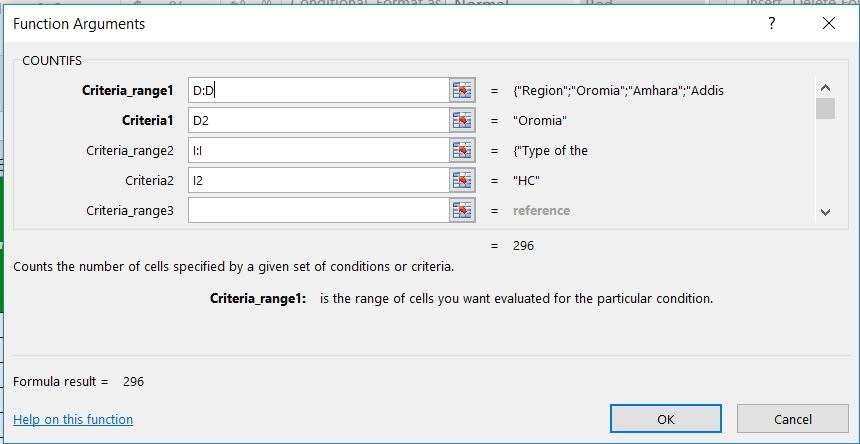 Function Arguments ?
COUNTIFS
Criteria_range1 D:D = {"Region";"Oromia";"Amhara";"Addis
Criteria1 D2 = "Oromia"
Criteria_range2 I:I = {"Type of the
Criteria2 I2 = "HC"
Criteria_range3 = reference
= 296
Counts the number of cells specified by a given set of conditions or criteria.
Criteria_range1: is the range of cells you want evaluated for the particular condition.
Formula result = 296
Help on this function OK Cancel